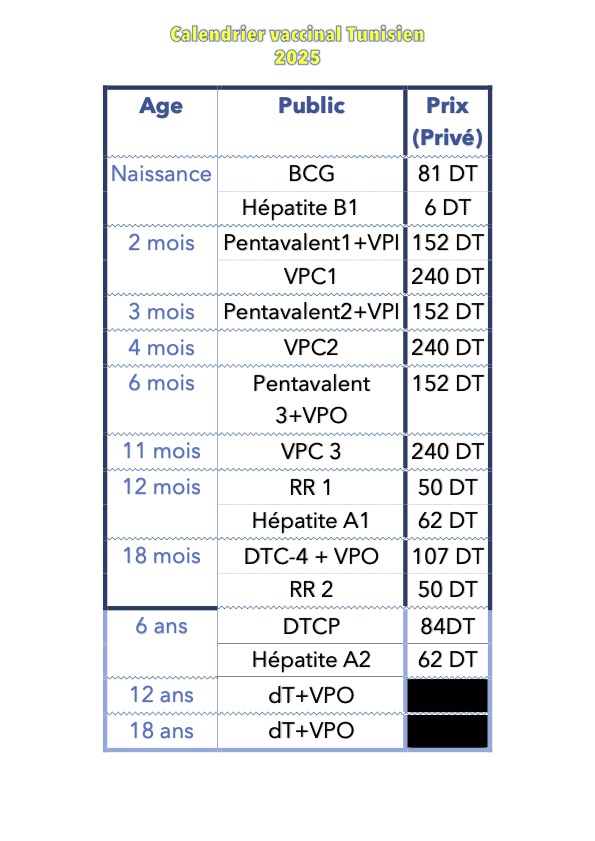 Calendrier vaccinal Tunisien
2025
Age Public Prix
(Privé)
Naissance BCG 81 DT
Hépatite B1 6 DT
2 mois Pentavalent1+VPI 152 DT
VPC1 240 DT
3 mois Pentavalent2+VPI 152 DT
4 mois VPC2 240 DT
6 mois Pentavalent 152 DT
3+VPO
11 mois VPC 3 240 DT
12 mois RR 1 50 DT
Hépatite A1 62 DT
18 mois DTC-4 + VPO 107 DT
RR 2 50 DT
6 ans DTCP 84DT
Hépatite A2 62 DT
12 ans dT+VPO
18 ans dT+VPO